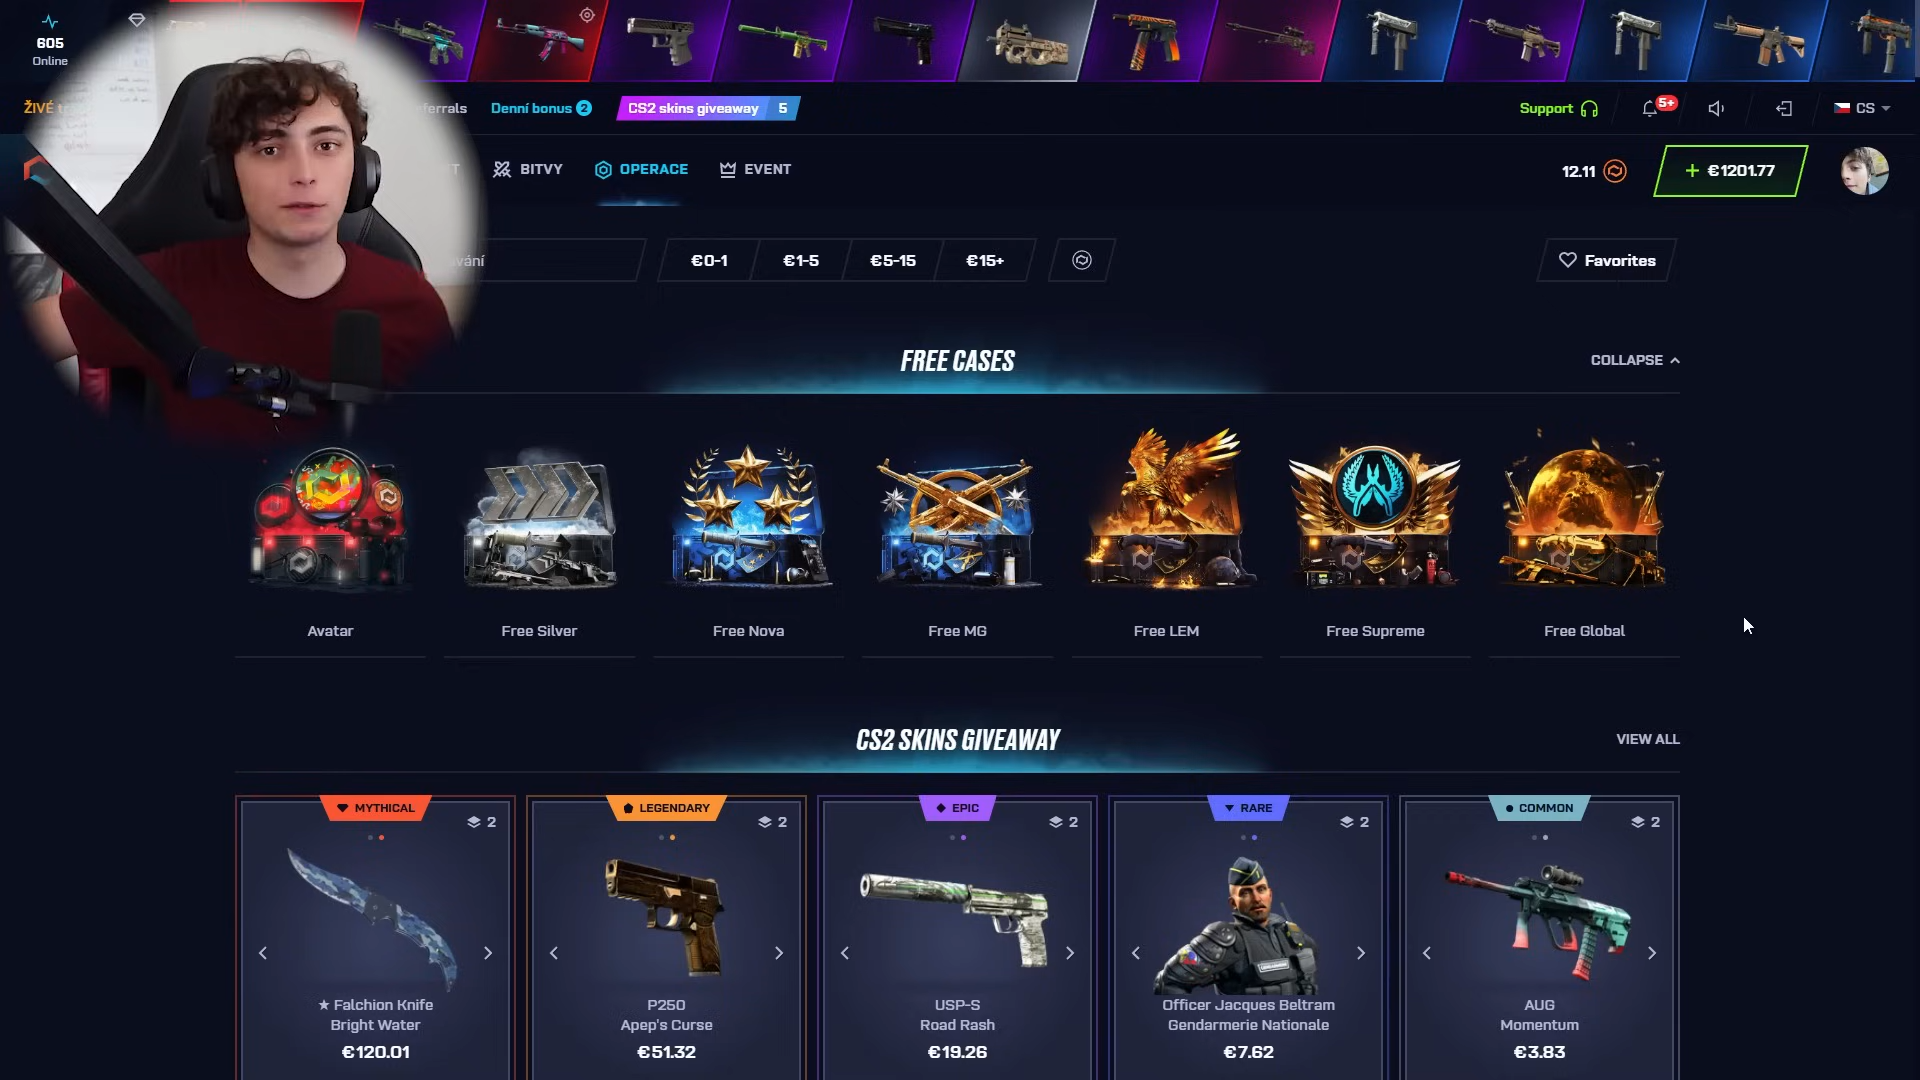 605
Online
ŽIVÉ
Denní bonus 2
CS2 skins giveaway 5
Support
5+
CS
BITVY
OPERACE
EVENT
12.11
+ €1201.77
€0-1
€1-5
€5-15
€15+
Favorites
FREE CASES
COLLAPSE
Avatar
Free Silver
Free Nova
Free MG
Free LEM
Free Supreme
Free Global
CS2 SKINS GIVEAWAY
VIEW ALL
MYTHICAL
2
LEGENDARY
2
EPIC
2
RARE
2
COMMON
2
★ Falchion Knife
Bright Water
€120.01
P250
Apep's Curse
€51.32
USP-S
Road Rash
€19.26
Officer Jacques Beltram
Gendarmerie Nationale
€7.62
AUG
Momentum
€3.83